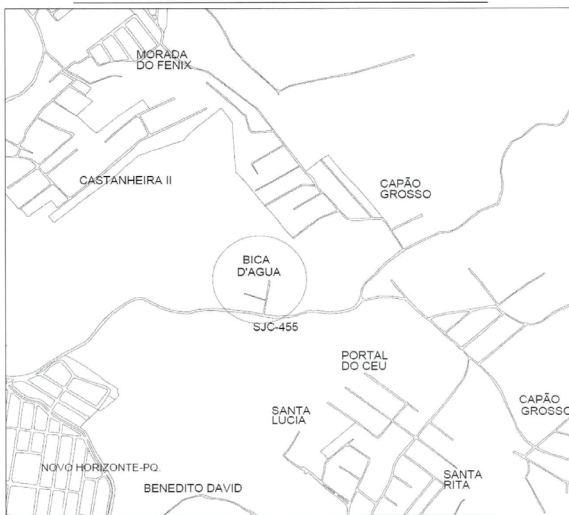 MORADA
DO FENIX
CASTANHEIRA II
CAPÃO
GROSSO
BICA
D'AGUA
SJC-455
PORTAL
DO CEU
SANTA
LUCIA
CAPÃO
GROSSO
NOVO HORIZONTE-PQ.
SANTA
RITA
BENEDITO DAVID